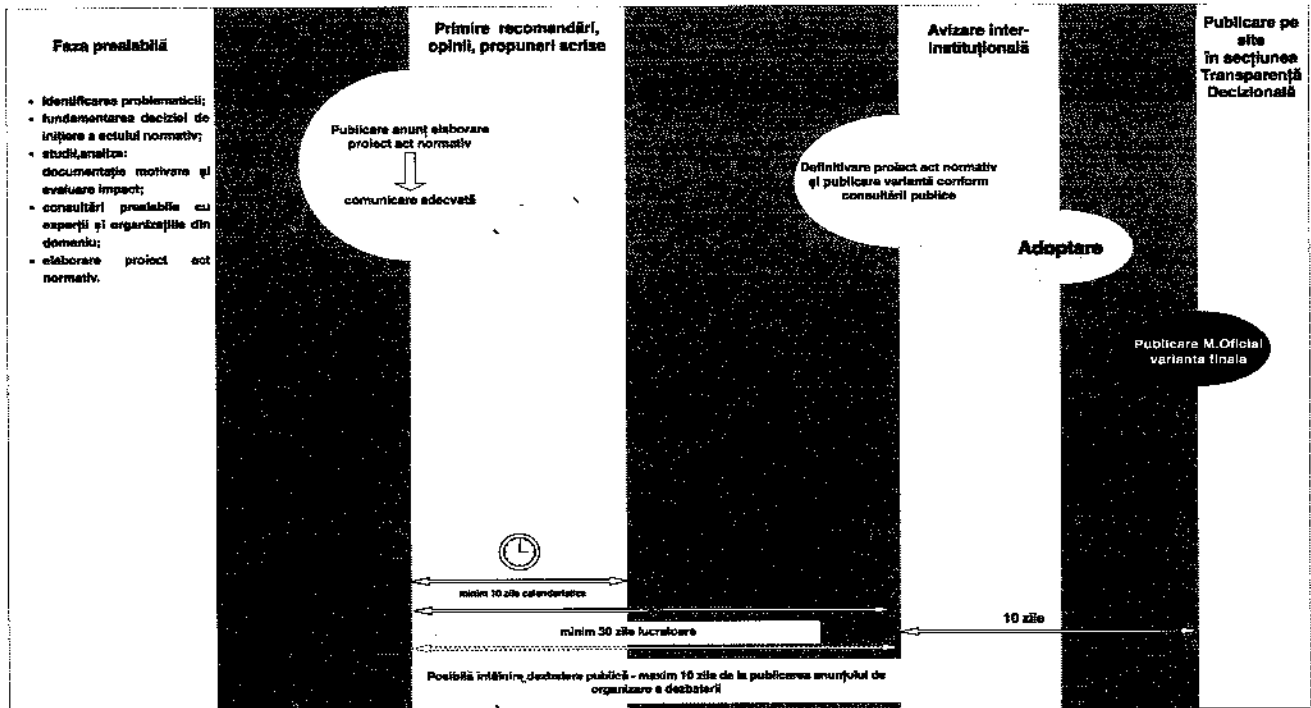 Faza prealabilă
• identificarea problematicii;
• fundamentarea deciziei de
inițiere a actului normativ;
• studii,analize:
documentație motivare și
evaluare impact;
• consultări prealabile cu
experții și organizațiile din
domeniu;
• elaborare proiect act
normativ.
Primire recomandări,
opinii, propuneri scrise
Publicare anunț elaborare
proiect act normativ
comunicare adecvată
Avizare inter-
instituțională
Definitivare proiect act normativ
și publicare variantă conform
consultării publice
Adoptare
Publicare pe
site
în secțiunea
Transparență
Decizională
Publicare M.Oficial
varianta finala
minim 10 zile calendaristice
minim 30 zile lucratoare
10 zile
Posibilă întâlnire dezbatere publică - maxim 10 zile de la publicarea anunțului de
organizare a dezbaterii